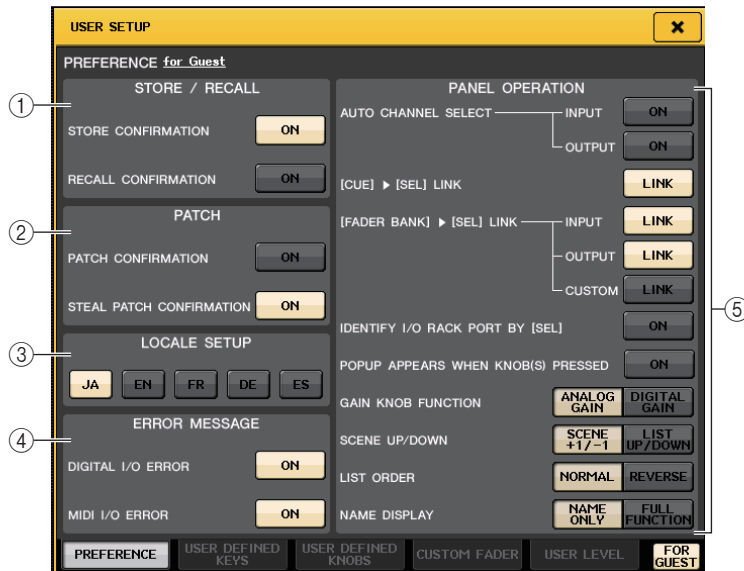 USER SETUP
PREFERENCE for Guest
① STORE / RECALL
STORE CONFIRMATION ON
RECALL CONFIRMATION ON
② PATCH
PATCH CONFIRMATION ON
STEAL PATCH CONFIRMATION ON
③ LOCALE SETUP
JA EN FR DE ES
④ ERROR MESSAGE
DIGITAL I/O ERROR ON
MIDI I/O ERROR ON
⑤ PANEL OPERATION
AUTO CHANNEL SELECT INPUT ON
OUTPUT ON
[CUE] ▶ [SEL] LINK LINK
[FADER BANK] ▶ [SEL] LINK INPUT LINK
OUTPUT LINK
CUSTOM LINK
IDENTIFY I/O RACK PORT BY [SEL] ON
POPUP APPEARS WHEN KNOB(S) PRESSED ON
GAIN KNOB FUNCTION ANALOG GAIN DIGITAL GAIN
SCENE UP/DOWN SCENE +1/-1 LIST UP/DOWN
LIST ORDER NORMAL REVERSE
NAME DISPLAY NAME ONLY FULL FUNCTION
PREFERENCE USER DEFINED KEYS USER DEFINED KNOBS CUSTOM FADER USER LEVEL FOR GUEST